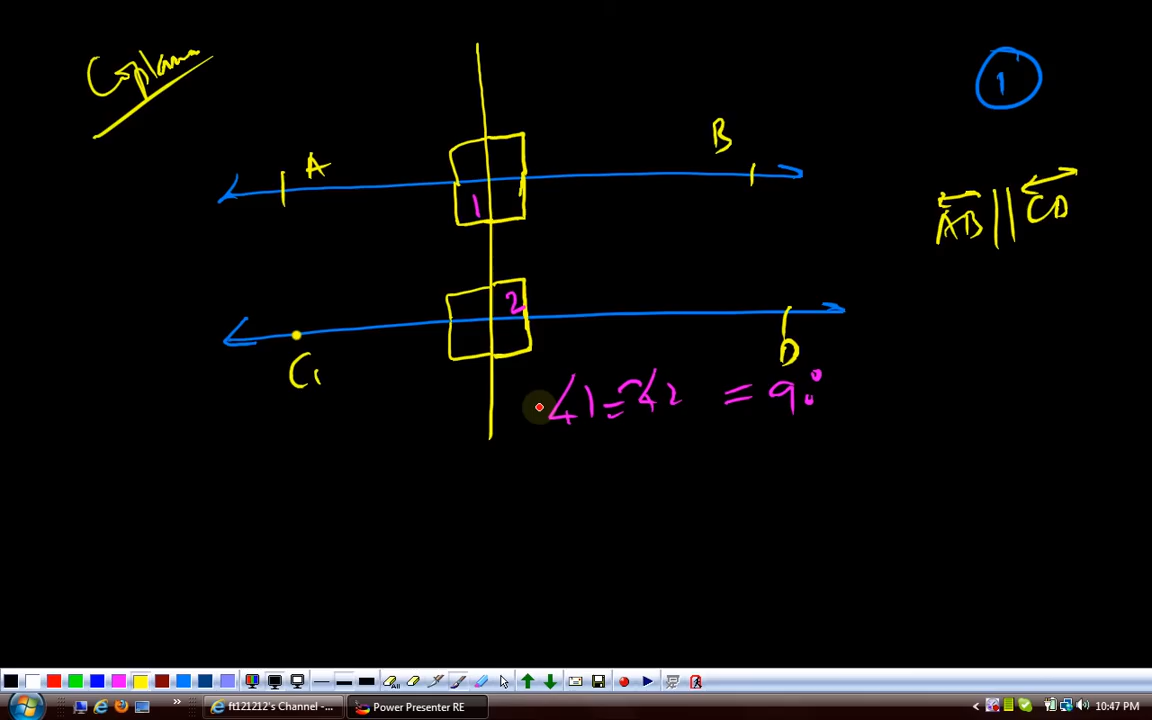 Coplanar
1
A
B
1
AB || CD
2
C
D
∠1 ≅ ∠2 = 90°
ft121212's Channel -...
Power Presenter RE
10:47 PM